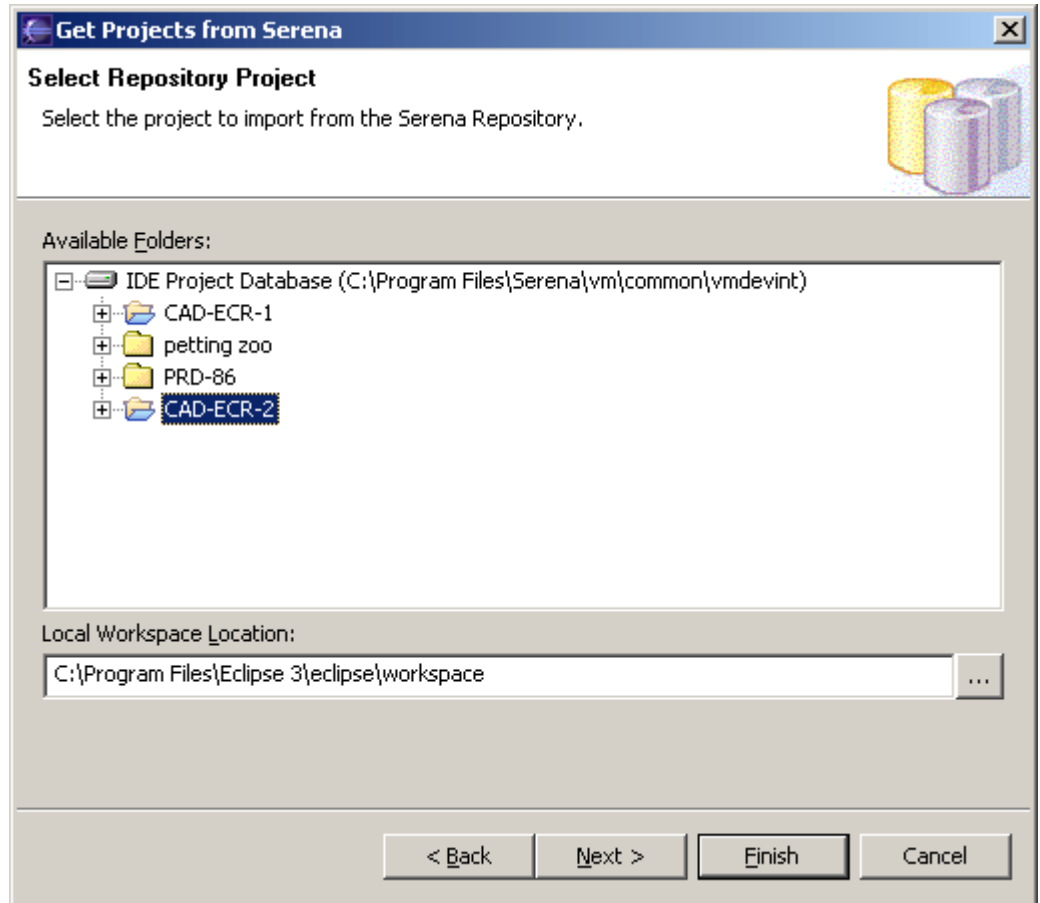 Get Projects from Serena
Select Repository Project
Select the project to import from the Serena Repository.
Available Folders:
IDE Project Database (C:\Program Files\Serena\vm\common\vmdevint)
CAD-ECR-1
petting zoo
PRD-86
CAD-ECR-2
Local Workspace Location:
C:\Program Files\Eclipse 3\eclipse\workspace
...
< Back Next > Finish Cancel